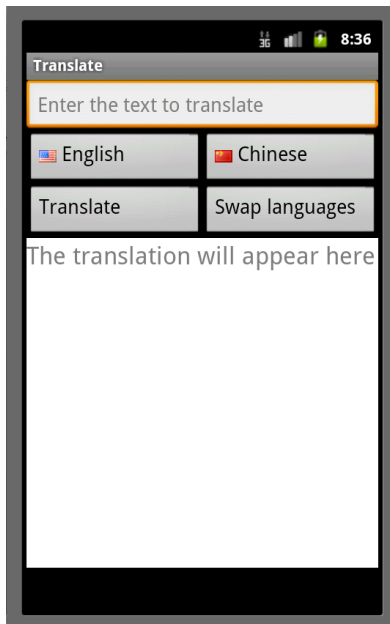 3G 8:36
Translate
Enter the text to translate
English Chinese
Translate Swap languages
The translation will appear here